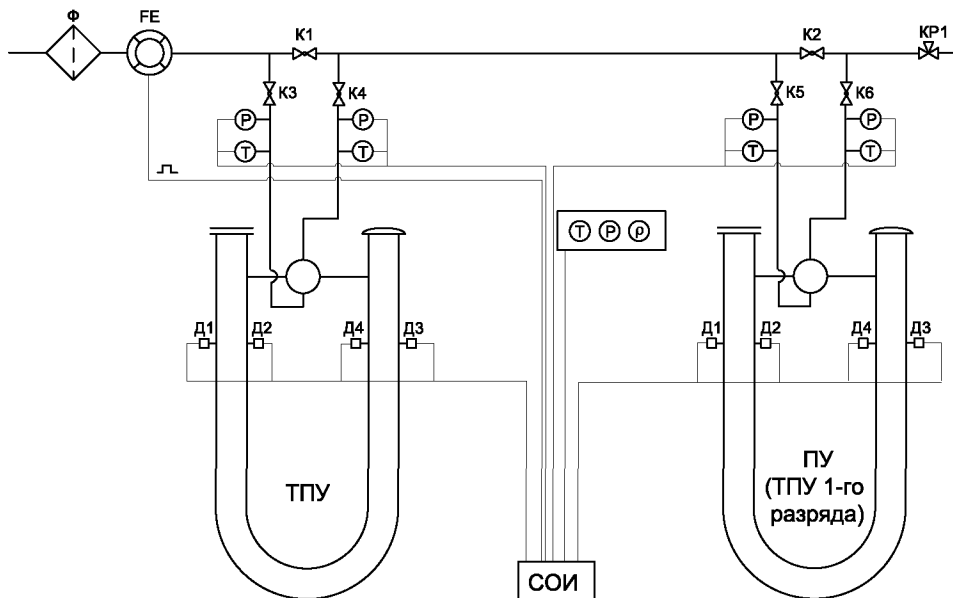 Ф
FE
К1
К2
КР1
К3
К4
К5
К6
P
P
P
P
T
T
T
T
T P ρ
Д1
Д2
Д4
Д3
Д1
Д2
Д4
Д3
ТПУ
ПУ
(ТПУ 1-го
разряда)
СОИ